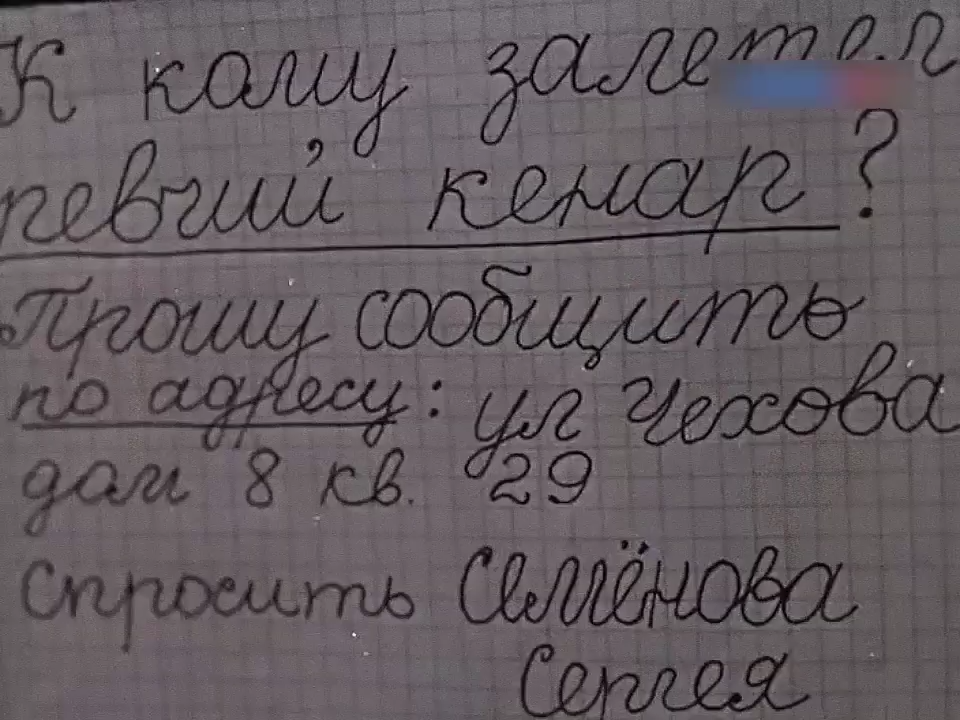 К кому залетел
певчий кенар?
Прошу сообщить
по адресу: ул Чехова
дом 8 кв. 29
спросить Семёнова
Сергея